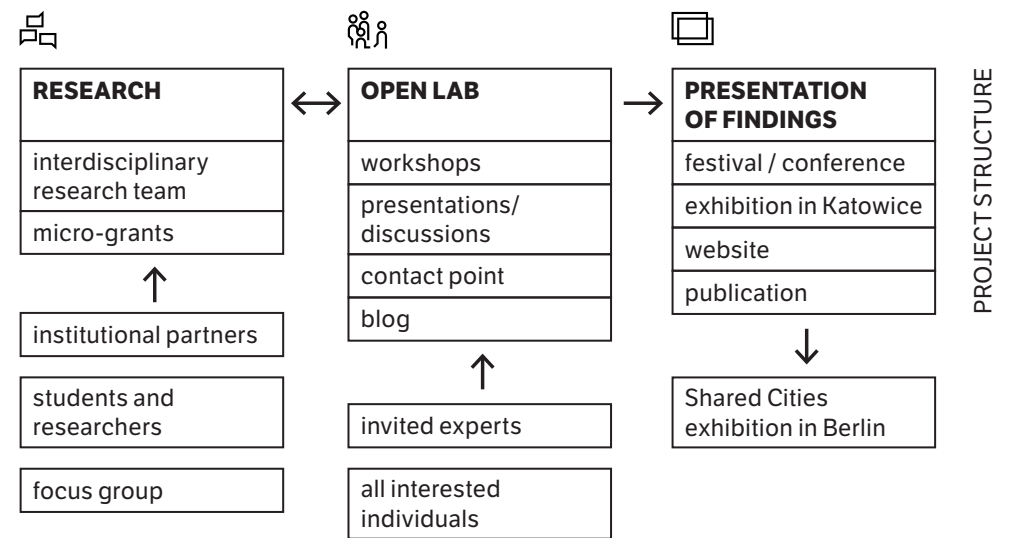 RESEARCH
interdisciplinary
research team
micro-grants
institutional partners
students and
researchers
focus group
OPEN LAB
workshops
presentations/
discussions
contact point
blog
invited experts
all interested
individuals
PRESENTATION
OF FINDINGS
festival / conference
exhibition in Katowice
website
publication
Shared Cities
exhibition in Berlin
PROJECT STRUCTURE